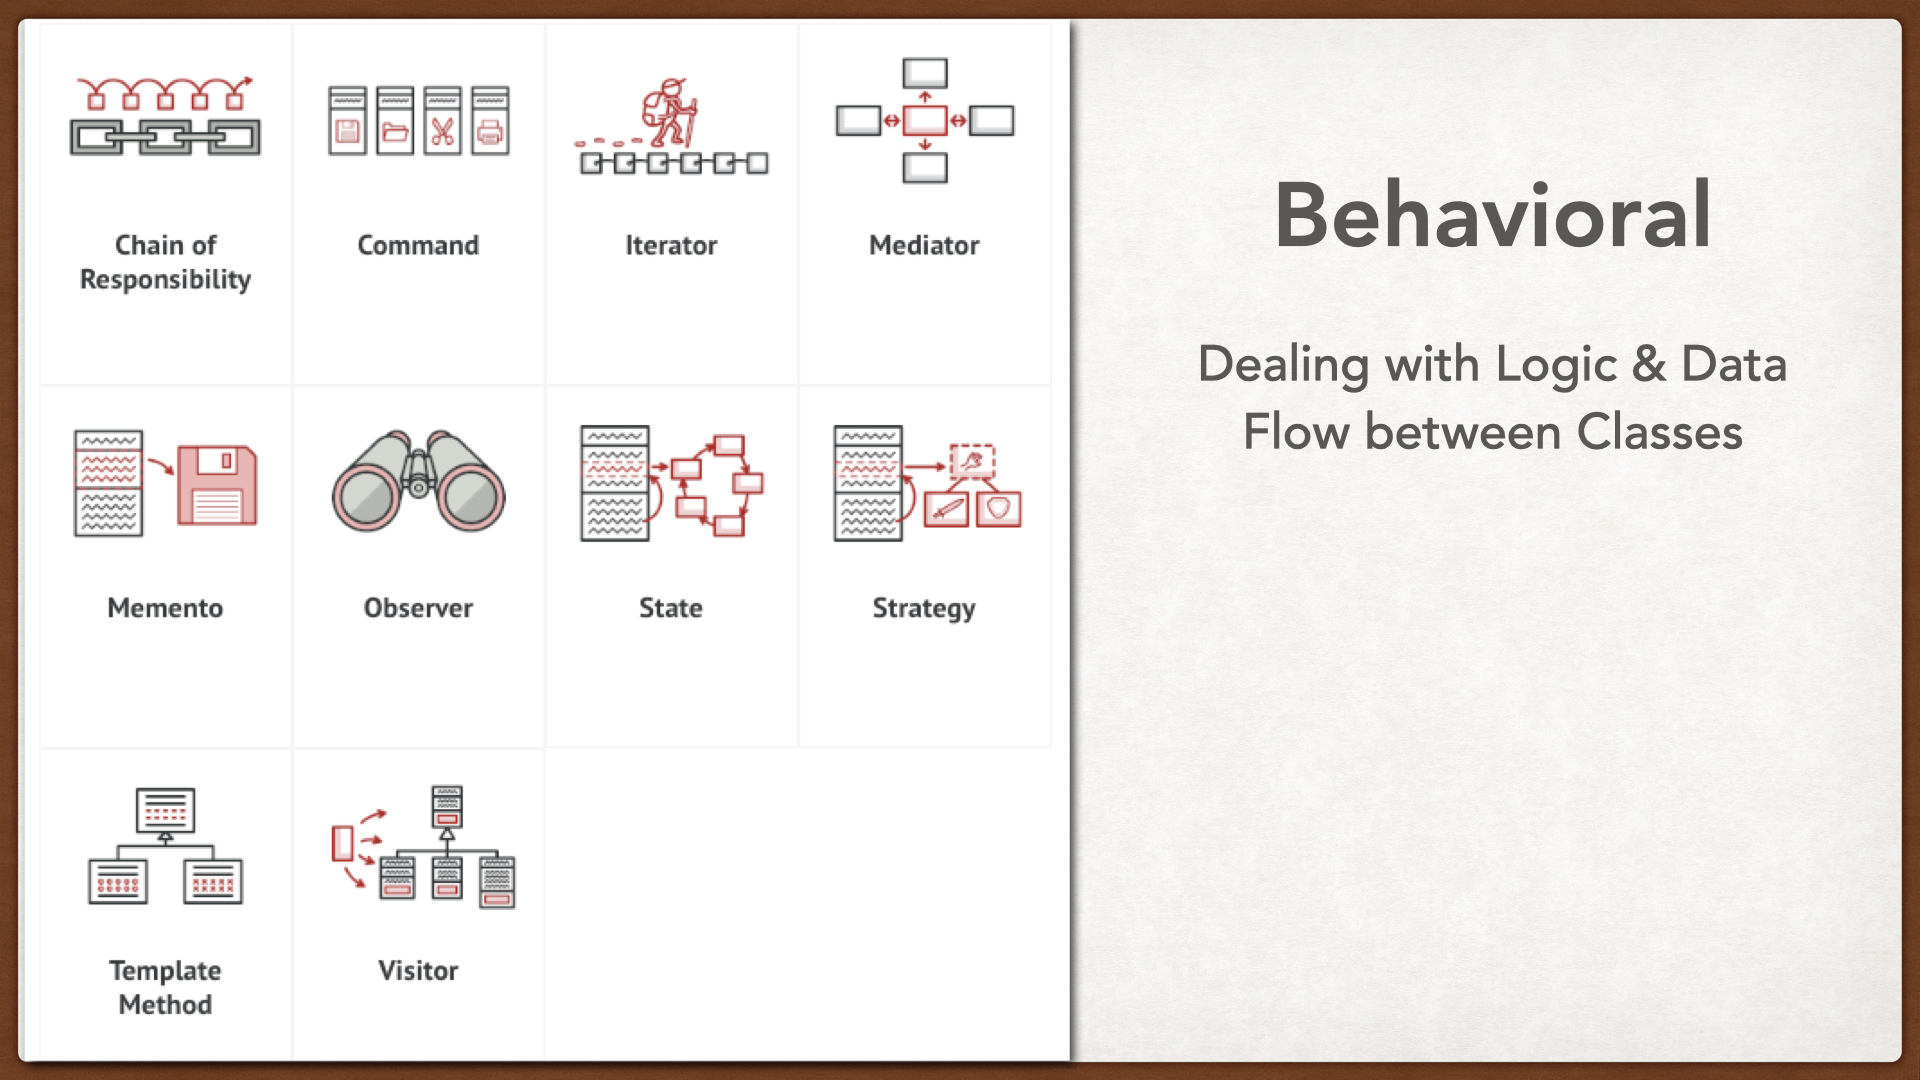 Chain of
Responsibility
Command
Iterator
Mediator
Memento
Observer
State
Strategy
Template
Method
Visitor
Behavioral
Dealing with Logic & Data
Flow between Classes